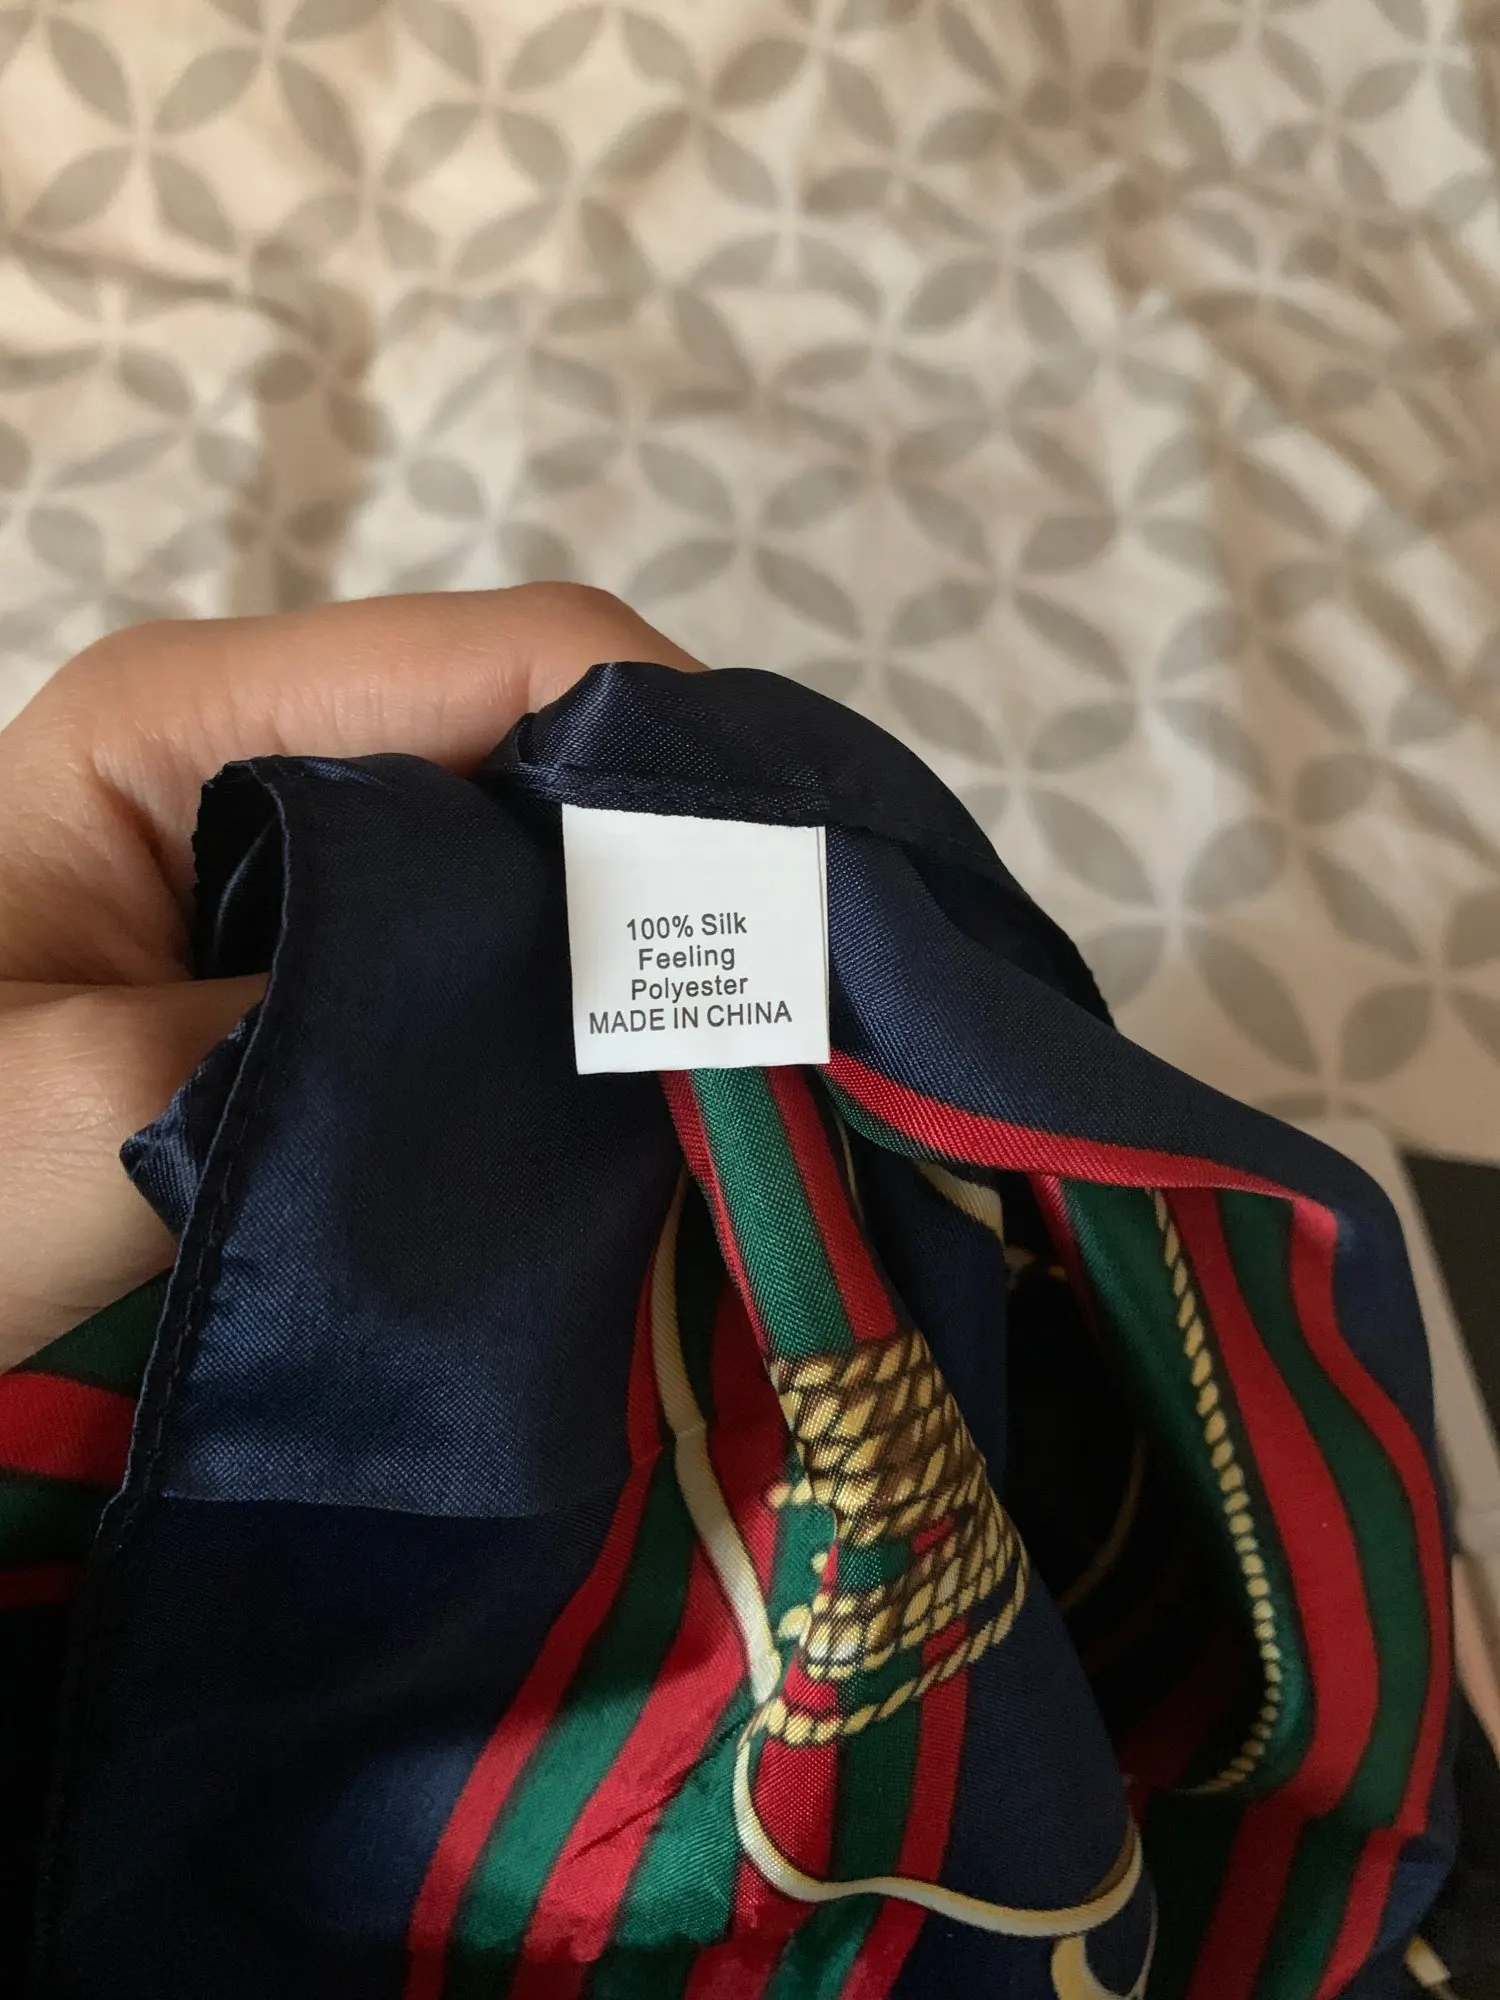 100% Silk
Feeling
Polyester
MADE IN CHINA